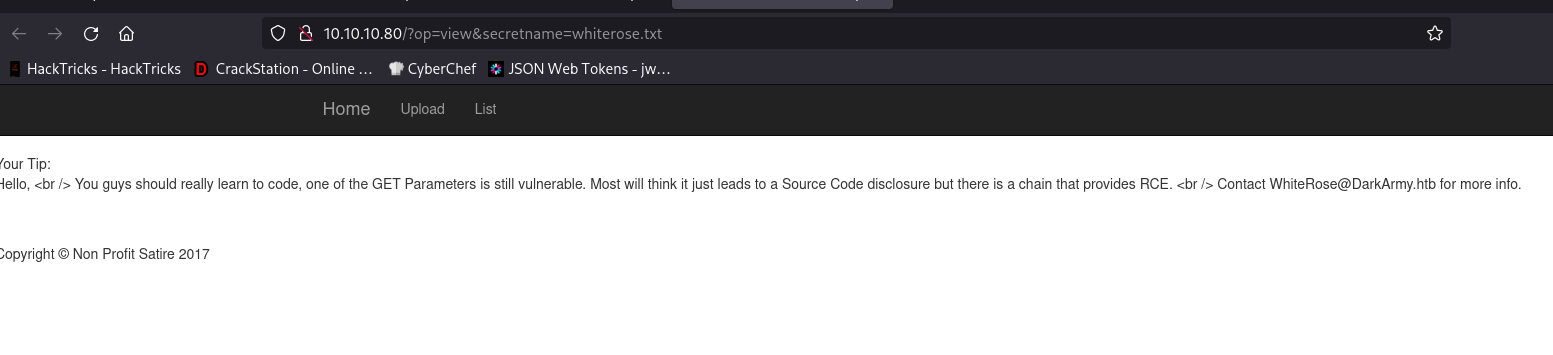 10.10.10.80/?op=view&secretname=whiterose.txt
HackTricks - HackTricks CrackStation - Online ... CyberChef JSON Web Tokens - jw...
Home Upload List
Your Tip:
Hello, <br /> You guys should really learn to code, one of the GET Parameters is still vulnerable. Most will think it just leads to a Source Code disclosure but there is a chain that provides RCE. <br /> Contact WhiteRose@DarkArmy.htb for more info.
Copyright © Non Profit Satire 2017